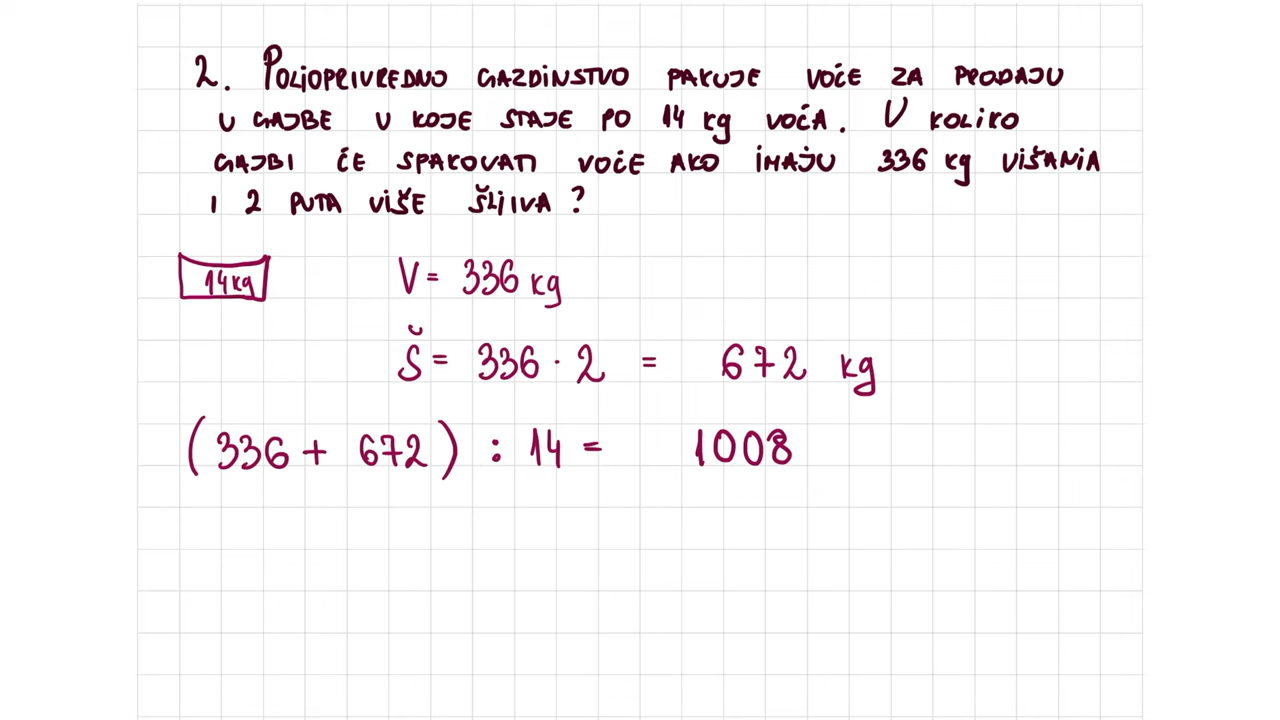 2. Poljoprivredno gazdinstvo pakuje voće za prodaju
u gajbe u koje staje po 14 kg voća. U koliko
gajbi će spakovati voće ako imaju 336 kg višanja
i 2 puta više šljiva?
14kg
V = 336 kg
Š = 336 · 2 = 672 kg
(336 + 672) : 14 = 1008